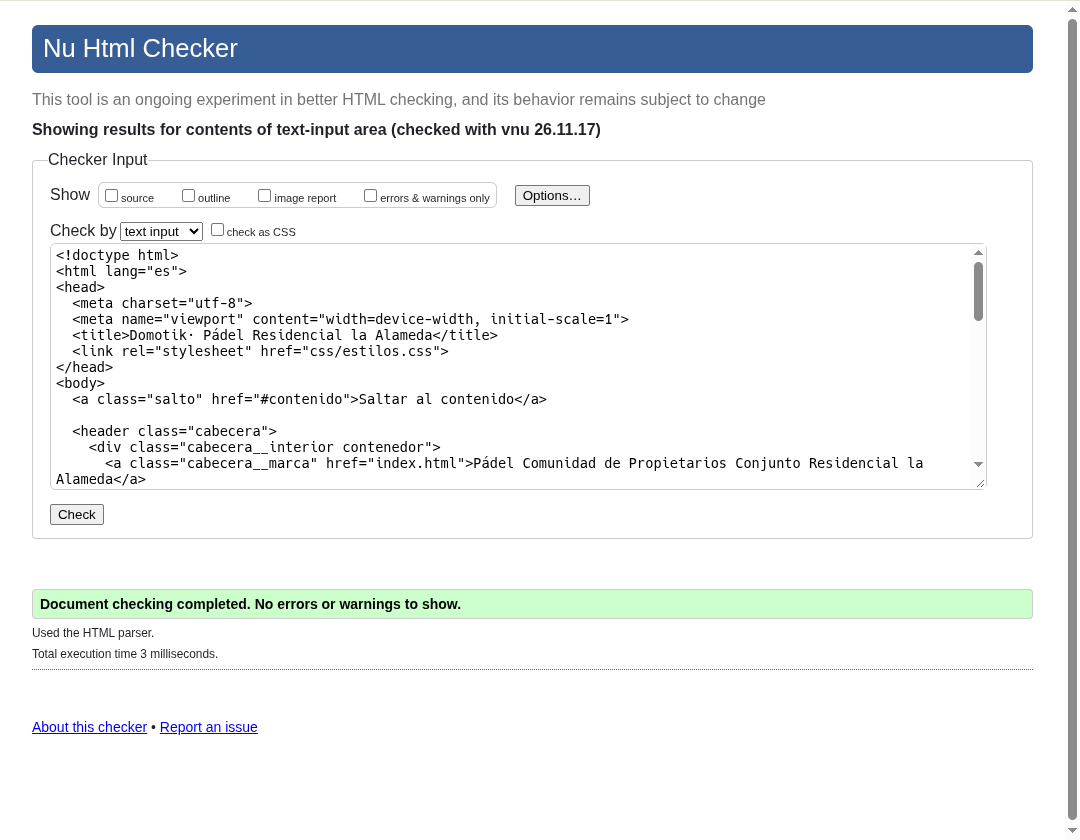 Nu Html Checker
This tool is an ongoing experiment in better HTML checking, and its behavior remains subject to change
Showing results for contents of text-input area (checked with vnu 26.11.17)
Checker Input
Show source outline image report errors & warnings only Options…
Check by text input check as CSS
<!doctype html>
<html lang="es">
<head>
  <meta charset="utf-8">
  <meta name="viewport" content="width=device-width, initial-scale=1">
  <title>Domotik· Pádel Residencial la Alameda</title>
  <link rel="stylesheet" href="css/estilos.css">
</head>
<body>
  <a class="salto" href="#contenido">Saltar al contenido</a>
  <header class="cabecera">
    <div class="cabecera__interior contenedor">
      <a class="cabecera__marca" href="index.html">Pádel Comunidad de Propietarios Conjunto Residencial la
Alameda</a>
Check
Document checking completed. No errors or warnings to show.
Used the HTML parser.
Total execution time 3 milliseconds.
About this checker • Report an issue